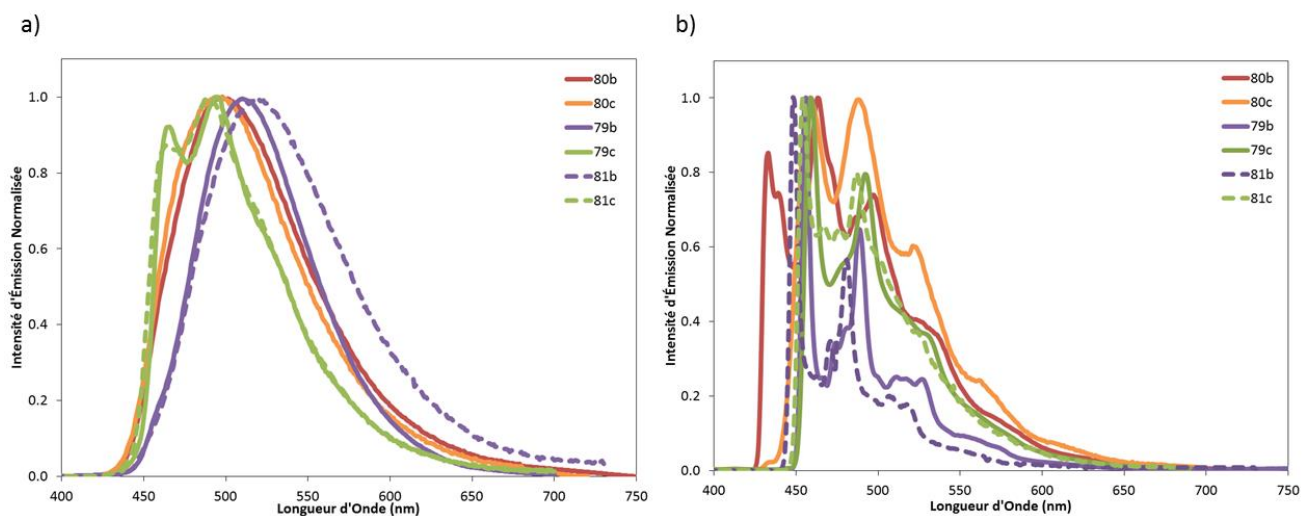 a)
Intensité d'Émission Normalisée
1.0
0.8
0.6
0.4
0.2
0.0
400 450 500 550 600 650 700 750
Longueur d'Onde (nm)
80b
80c
79b
79c
81b
81c
b)
Intensité d'Émission Normalisée
1.0
0.8
0.6
0.4
0.2
0.0
400 450 500 550 600 650 700 750
Longueur d'Onde (nm)
80b
80c
79b
79c
81b
81c